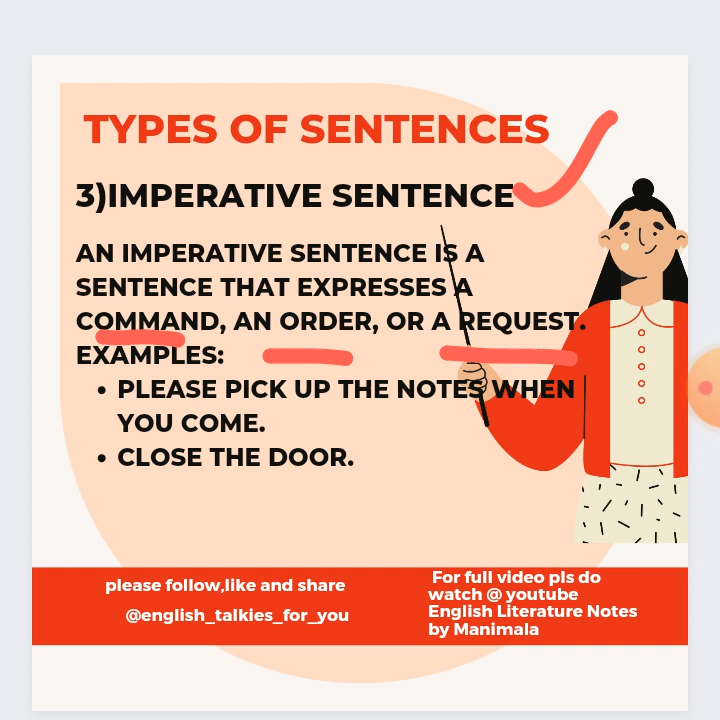 TYPES OF SENTENCES
3)IMPERATIVE SENTENCE
AN IMPERATIVE SENTENCE IS A
SENTENCE THAT EXPRESSES A
COMMAND, AN ORDER, OR A REQUEST.
EXAMPLES:
• PLEASE PICK UP THE NOTES WHEN
YOU COME.
• CLOSE THE DOOR.
please follow,like and share
@english_talkies_for_you
For full video pls do
watch @ youtube
English Literature Notes
by Manimala